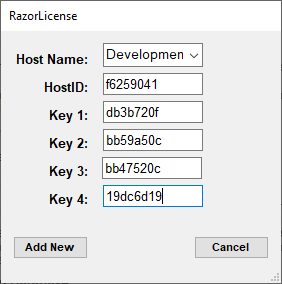 RazorLicense
Host Name: Developmen
HostID: f6259041
Key 1: db3b720f
Key 2: bb59a50c
Key 3: bb47520c
Key 4: 19dc6d19
Add New Cancel